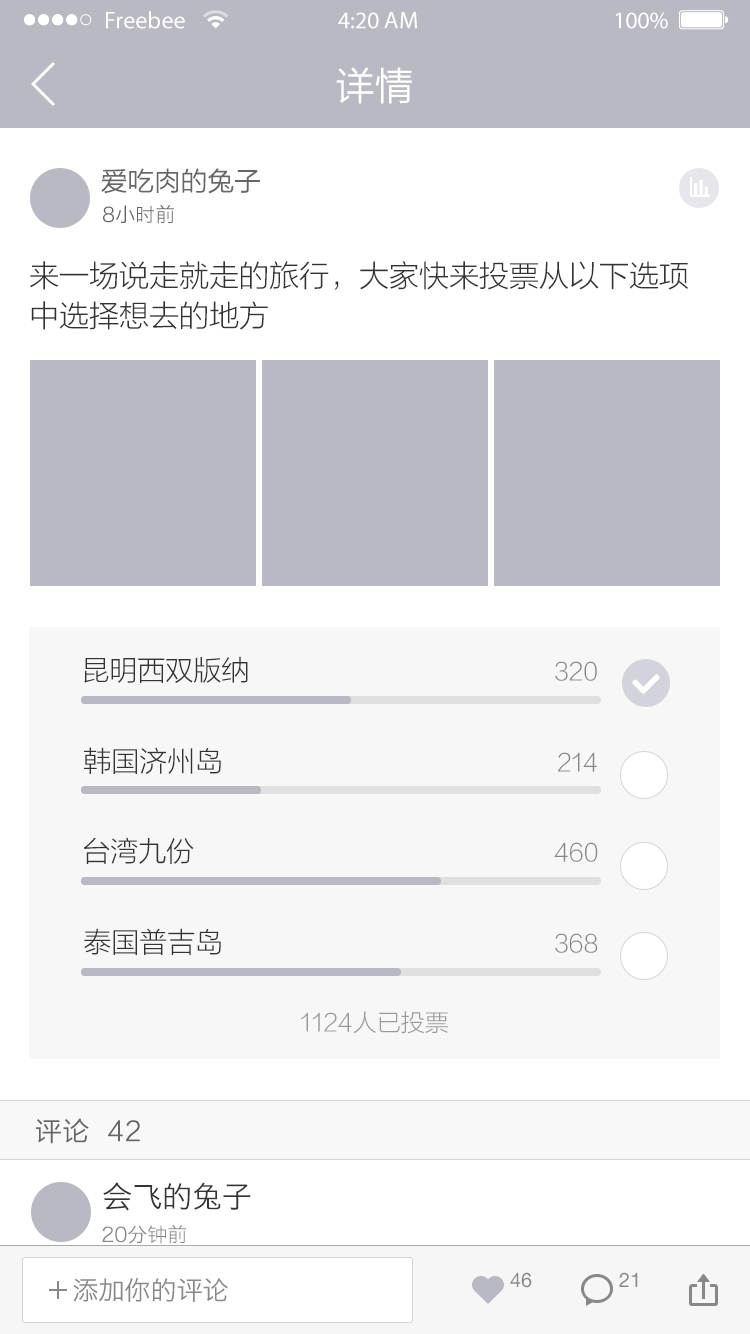 Freebee 4:20 AM 100%
详情
爱吃肉的兔子
8小时前
来一场说走就走的旅行，大家快来投票从以下选项
中选择想去的地方
昆明西双版纳 320
韩国济州岛 214
台湾九份 460
泰国普吉岛 368
1124人已投票
评论 42
会飞的兔子
20分钟前
+添加你的评论 46 21